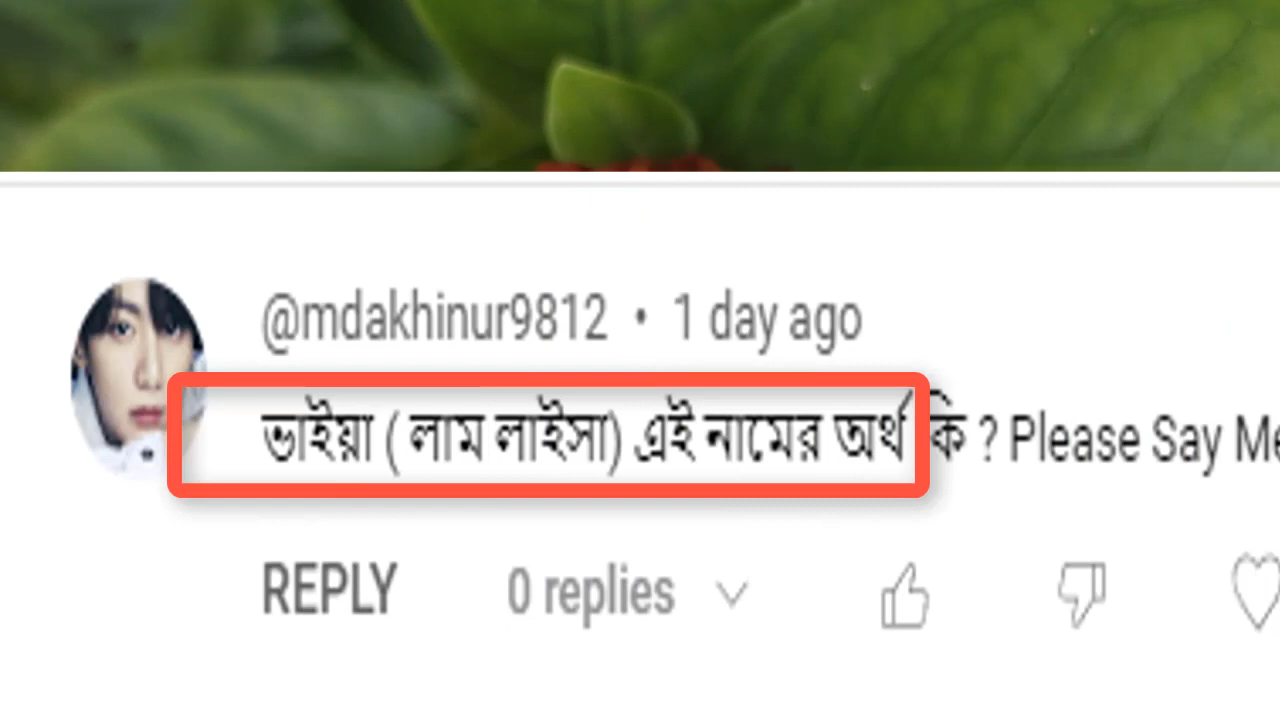 @mdakhinur9812 • 1 day ago
ভাইয়া ( লাম লাইসা) এই নামের অর্থ কি ? Please Say Me
REPLY 0 replies